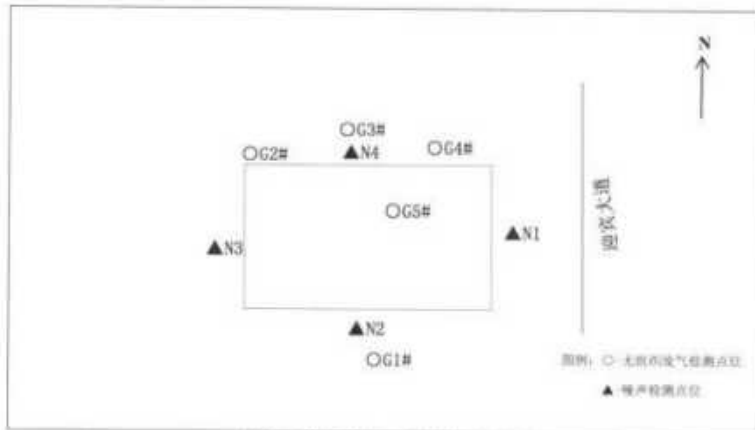 N
G3#
G2#
N4
G4#
G5#
迎宾大道
N3
N1
N2
G1#
图例: 无组织废气检测点位
噪声检测点位